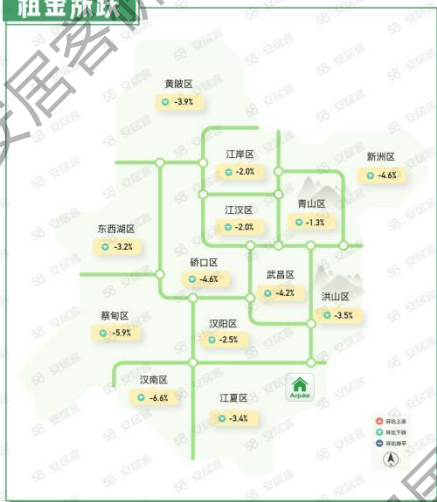 租金涨跌
黄陂区
-3.9%
江岸区
-2.0%
新洲区
-4.6%
江汉区
-2.0%
青山区
-1.3%
东西湖区
-3.2%
硚口区
-4.6%
武昌区
-4.2%
洪山区
-3.5%
蔡甸区
-5.9%
汉阳区
-2.5%
汉南区
-6.6%
江夏区
-3.4%
Anjuke
环比上涨
环比下跌
环比持平
58 安居客